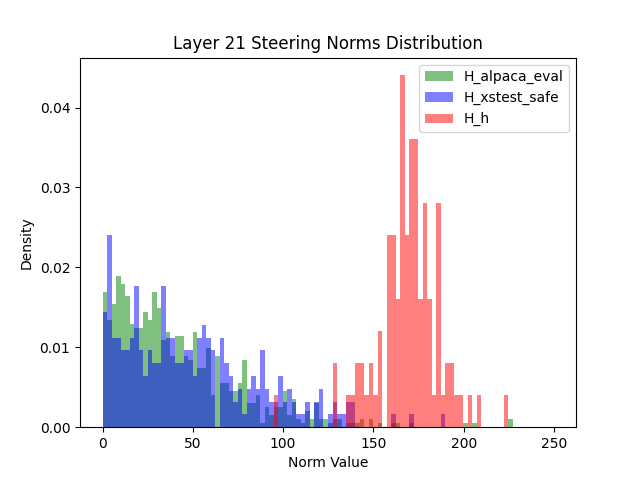 Layer 21 Steering Norms Distribution
H_alpaca_eval
H_xstest_safe
H_h
0.04
0.03
0.02
0.01
0.00
Density
0 50 100 150 200 250
Norm Value